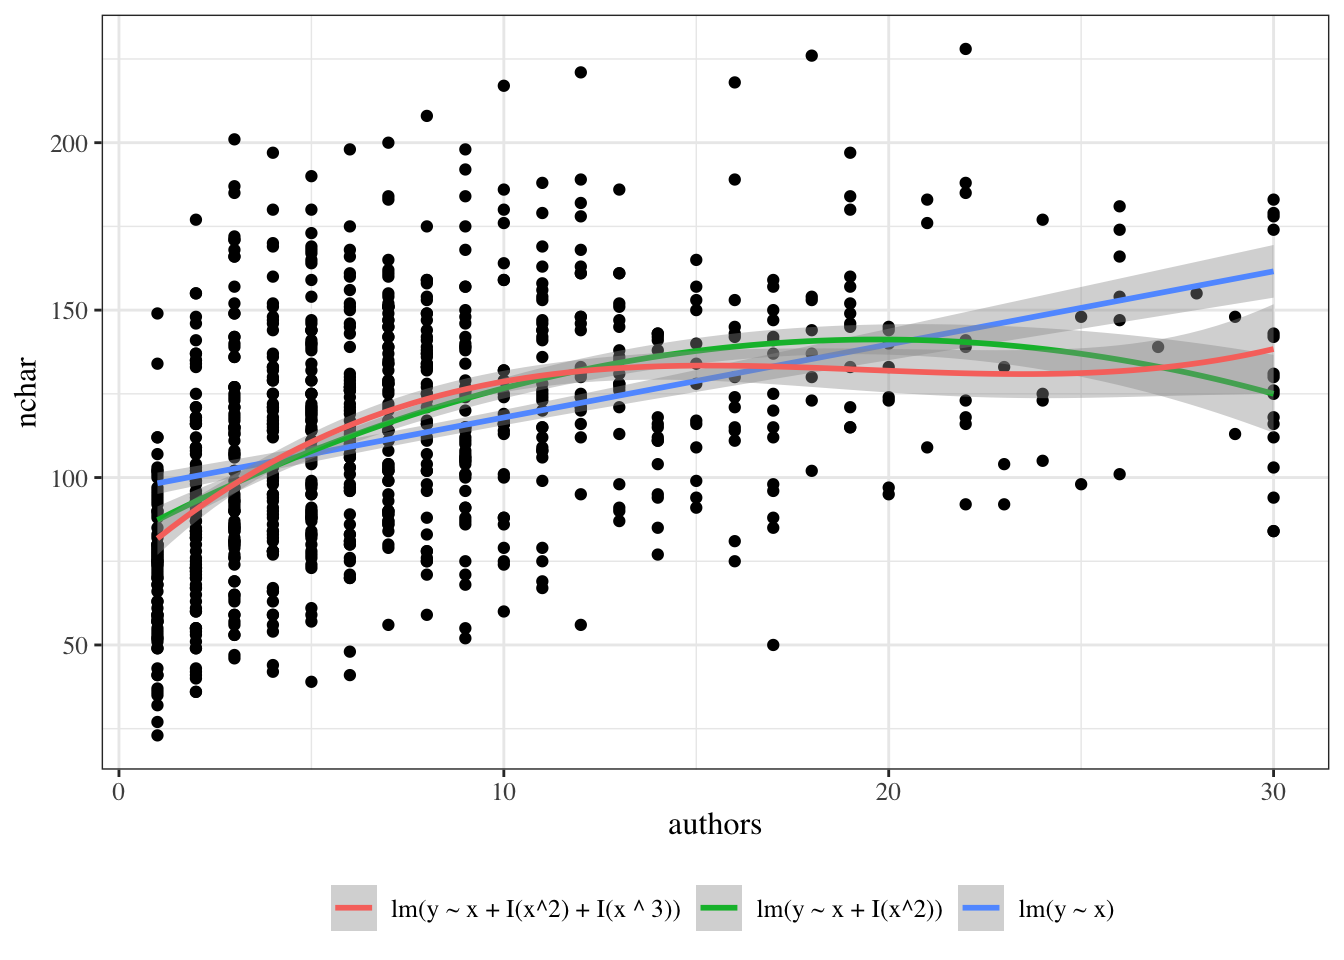 nchar
200
150
100
50
0 10 20 30
authors
lm(y ~ x + I(x^2) + I(x ^ 3)) lm(y ~ x + I(x^2)) lm(y ~ x)